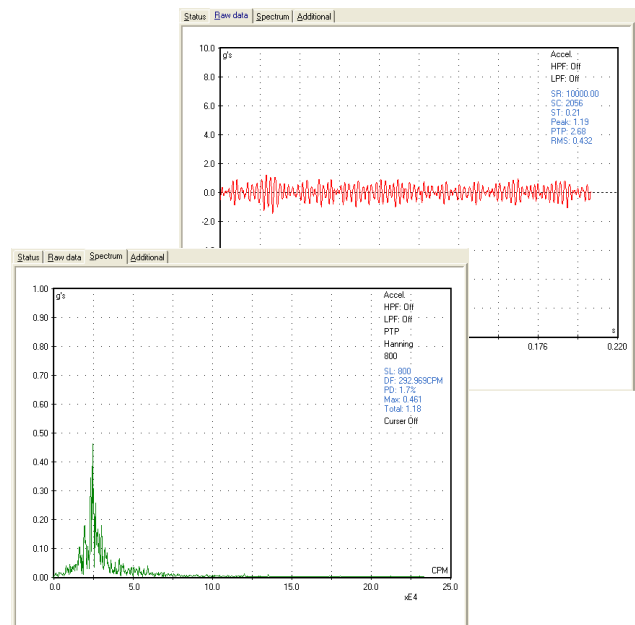 Status Raw data Spectrum Additional
g's
10.0
8.0
6.0
4.0
2.0
0.0
-2.0
Accel.
HPF: Off
LPF: Off
SR: 10000.00
SC: 2056
ST: 0.21
Peak: 1.19
PTP: 2.68
RMS: 0.432
s
0.176 0.220
Status Raw data Spectrum Additional
g's
1.00
0.90
0.80
0.70
0.60
0.50
0.40
0.30
0.20
0.10
0.00
Accel.
HPF: Off
LPF: Off
PTP
Hanning
800
SL: 800
DF: 292.969CPM
PD: 1.7%
Max: 0.461
Total: 1.18
Curser Off
CPM
0.0 5.0 10.0 15.0 20.0 25.0
xE4